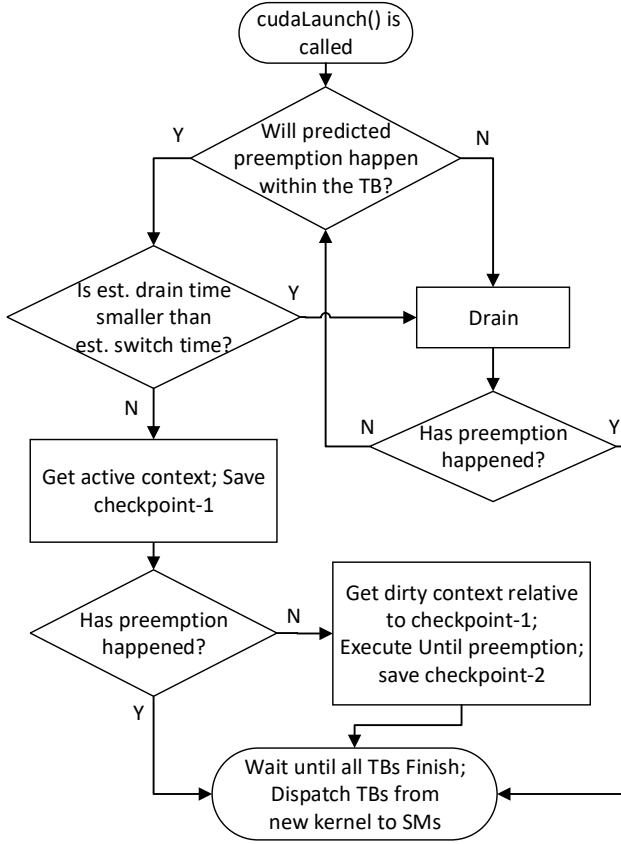 cudaLaunch() is
called
Y
Will predicted
preemption happen
within the TB?
N
Is est. drain time
smaller than
est. switch time?
Y
Drain
N
N
Has preemption
happened?
Y
Get active context; Save
checkpoint-1
Has preemption
happened?
N
Get dirty context relative
to checkpoint-1;
Execute Until preemption;
save checkpoint-2
Y
Wait until all TBs Finish;
Dispatch TBs from
new kernel to SMs